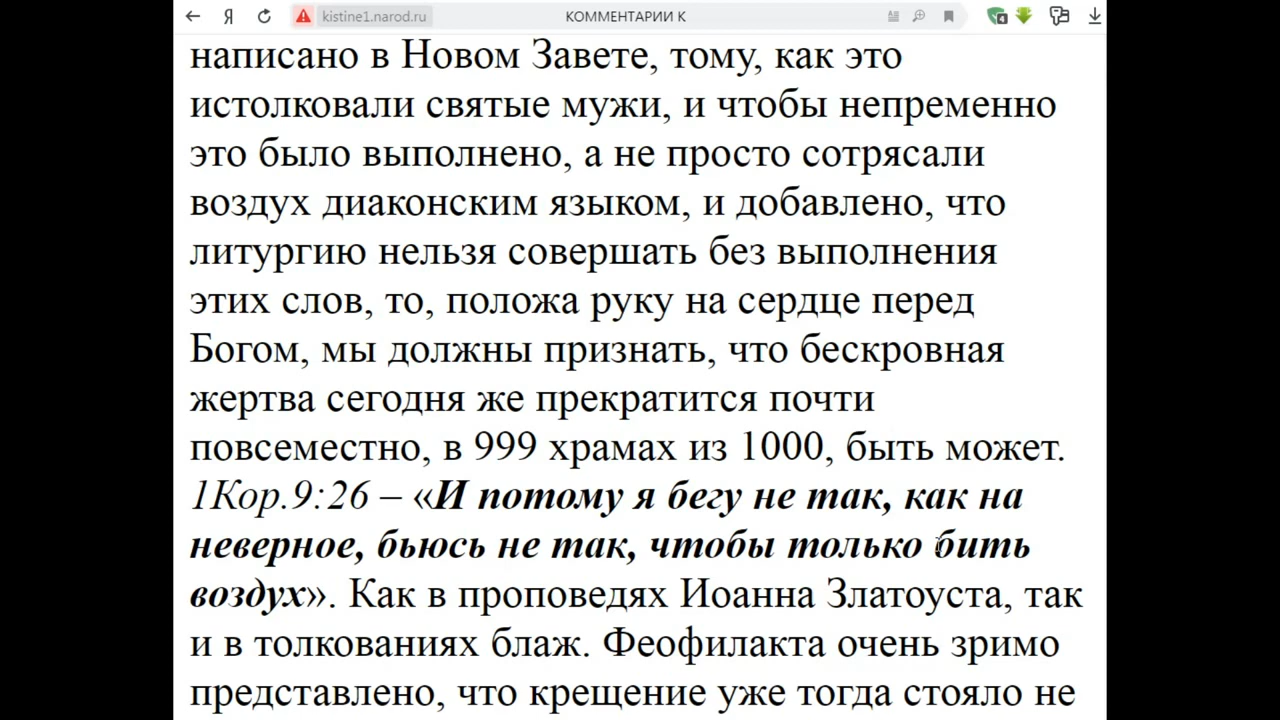 kistine1.narod.ru
КОММЕНТАРИИ К
написано в Новом Завете, тому, как это
истолковали святые мужи, и чтобы непременно
это было выполнено, а не просто сотрясали
воздух диаконским языком, и добавлено, что
литургию нельзя совершать без выполнения
этих слов, то, положа руку на сердце перед
Богом, мы должны признать, что бескровная
жертва сегодня же прекратится почти
повсеместно, в 999 храмах из 1000, быть может.
1Кор.9:26 – «И потому я бегу не так, как на
неверное, бьюсь не так, чтобы только бить
воздух». Как в проповедях Иоанна Златоуста, так
и в толкованиях блаж. Феофилакта очень зримо
представлено, что крещение уже тогда стояло не